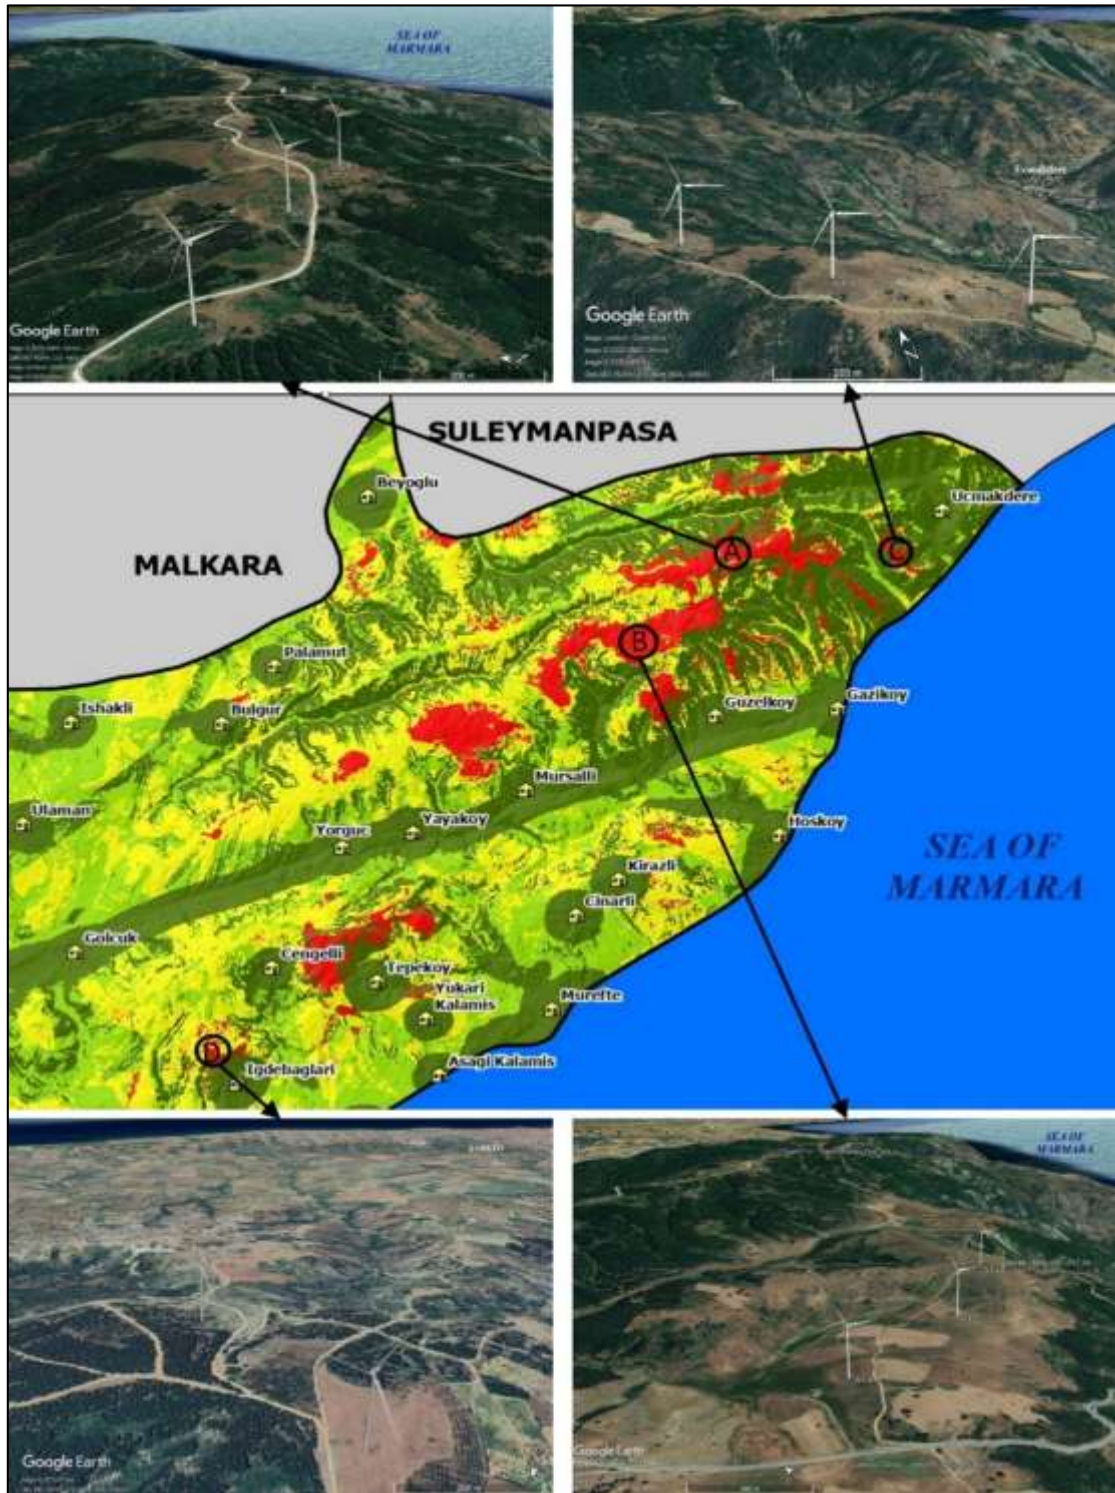 SEA OF
MARMARA
Google Earth
Google Earth
SULEYMANPASA
Beyoglu
Ucmakdere
MALKARA
A
C
B
Palamut
Ishakli
Bulgur
Guzelkoy
Gazikoy
Mursalli
Ulaman
Yorguc
Yayakoy
Hoskoy
SEA OF
MARMARA
Kirazli
Cinarli
Golcuk
Cengelli
Tepekoy
Yukari
Kalamis
Murefte
D
Igdebaglari
Asagi Kalamis
SEA OF
MARMARA
Google Earth
Google Earth